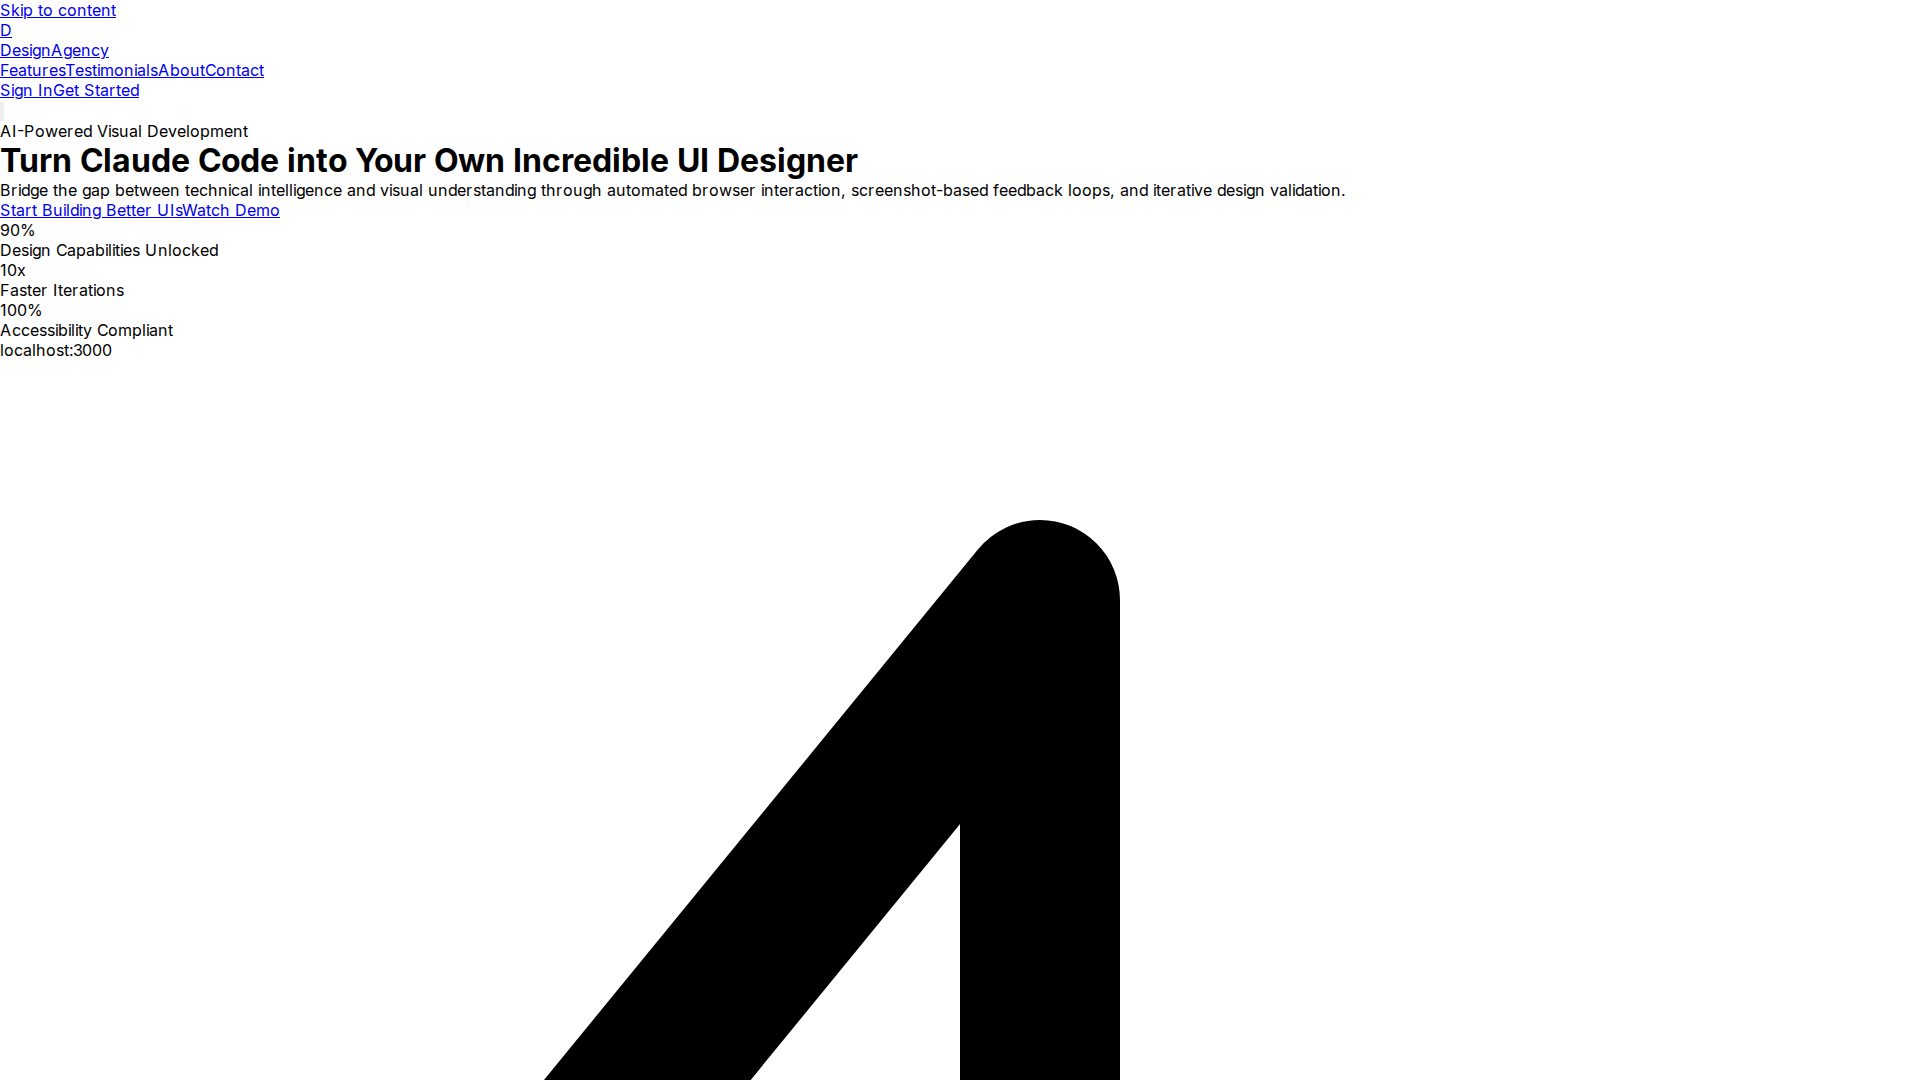 Skip to content
D
DesignAgency
FeaturesTestimonialsAboutContact
Sign InGet Started
AI-Powered Visual Development
Turn Claude Code into Your Own Incredible UI Designer
Bridge the gap between technical intelligence and visual understanding through automated browser interaction, screenshot-based feedback loops, and iterative design validation.
Start Building Better UIsWatch Demo
90%
Design Capabilities Unlocked
10x
Faster Iterations
100%
Accessibility Compliant
localhost:3000